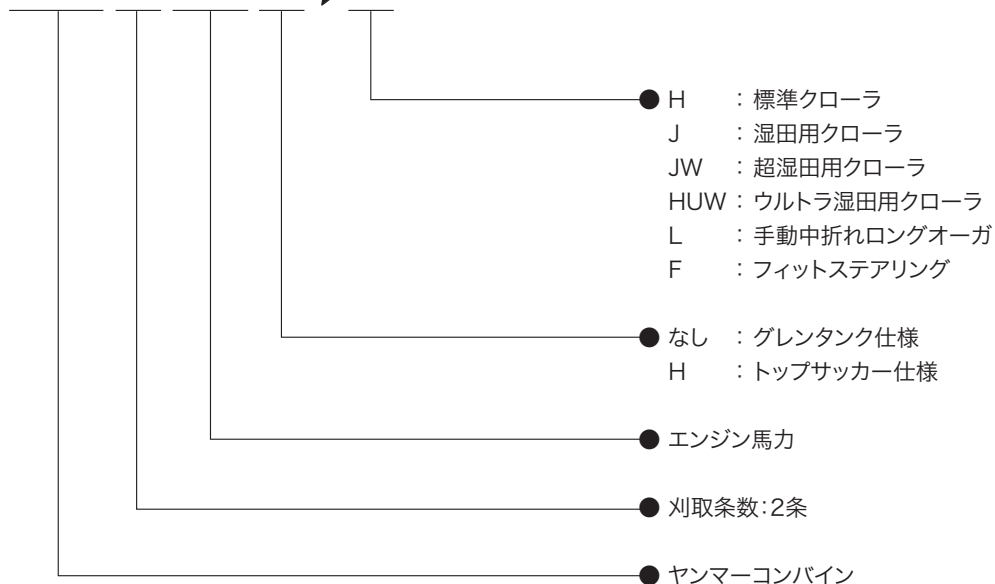 H : 標準クローラ
J : 湿田用クローラ
JW : 超湿田用クローラ
HUW : ウルトラ湿田用クローラ
L : 手動中折れロングオーガ
F : フィットステアリング
なし : グレンタンク仕様
H : トップサッカー仕様
エンジン馬力
刈取条数:2条
ヤンマーコンバイン